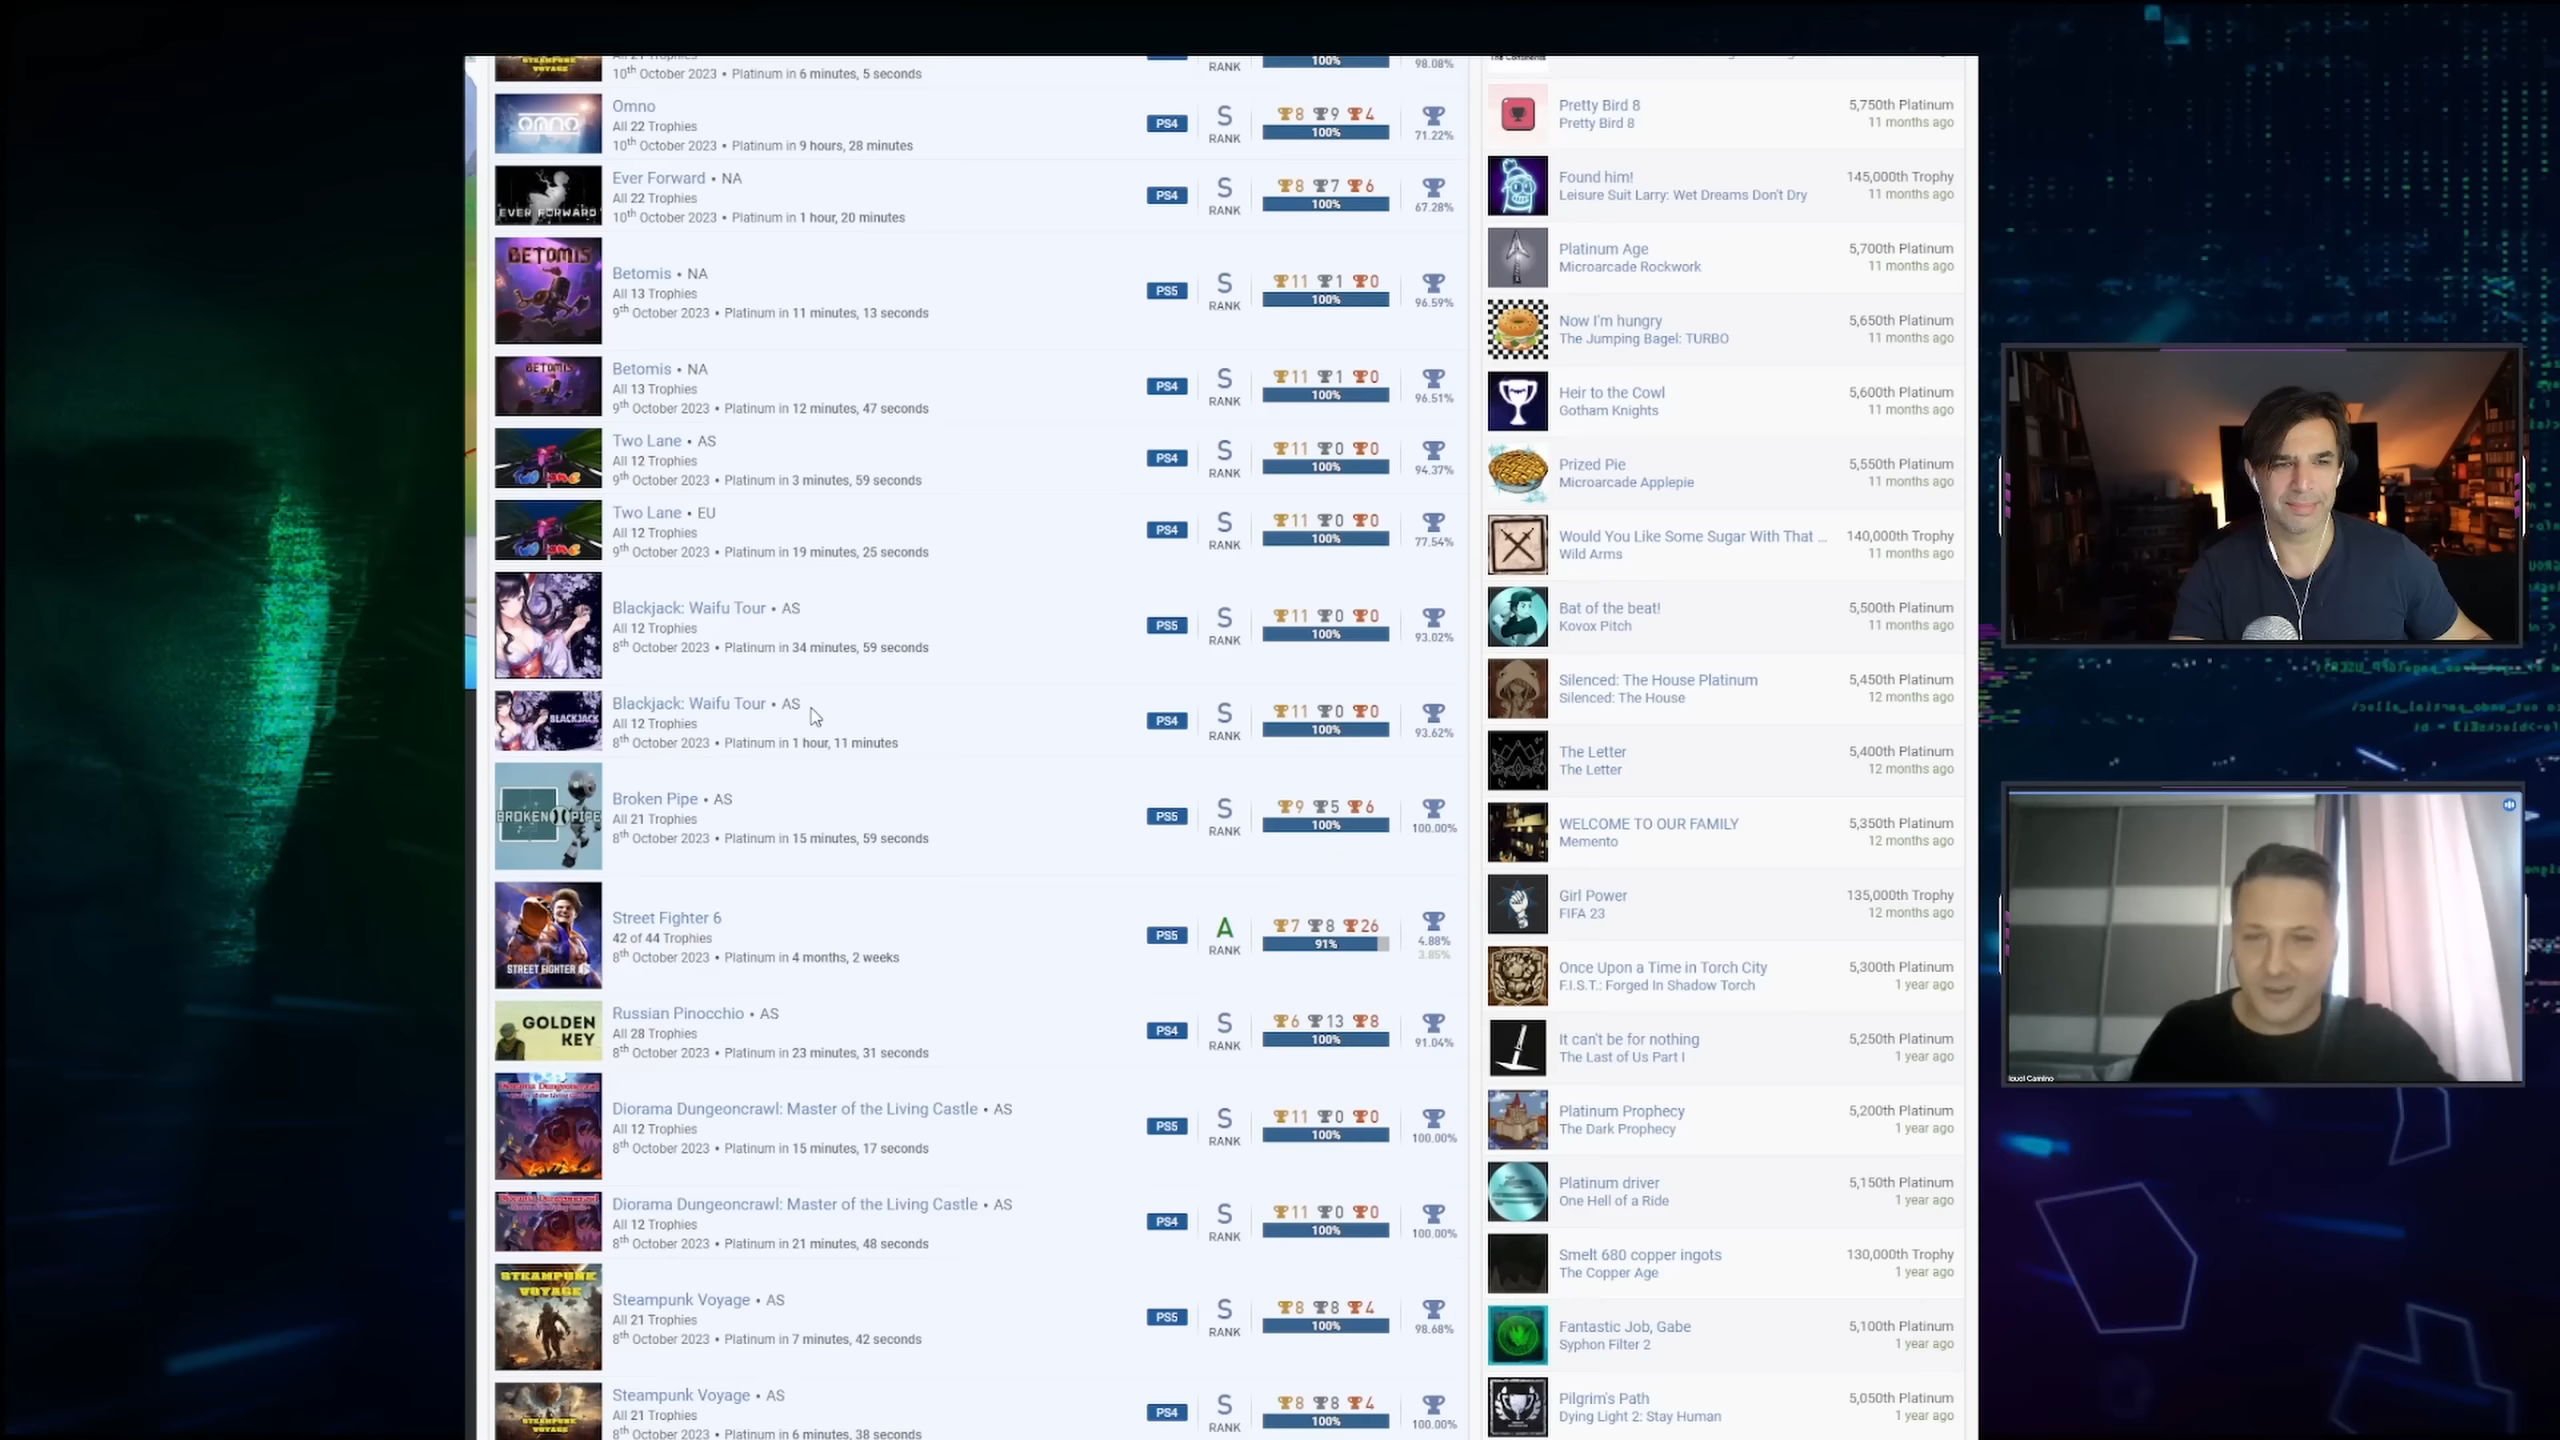 STEAMPUNK
VOYAGE
10th October 2023 • Platinum in 6 minutes, 5 seconds
RANK
100%
98.08%
OMNO
Omno
All 22 Trophies
10th October 2023 • Platinum in 9 hours, 28 minutes
PS4
S
RANK
8 9 4
100%
71.22%
EVER FORWARD
Ever Forward • NA
All 22 Trophies
10th October 2023 • Platinum in 1 hour, 20 minutes
PS4
S
RANK
8 7 6
100%
67.28%
BETOMIS
Betomis • NA
All 13 Trophies
9th October 2023 • Platinum in 11 minutes, 13 seconds
PS5
S
RANK
11 1 0
100%
96.59%
BETOMIS
Betomis • NA
All 13 Trophies
9th October 2023 • Platinum in 12 minutes, 47 seconds
PS4
S
RANK
11 1 0
100%
96.51%
TWO LANE
Two Lane • AS
All 12 Trophies
9th October 2023 • Platinum in 3 minutes, 59 seconds
PS4
S
RANK
11 0 0
100%
94.37%
TWO LANE
Two Lane • EU
All 12 Trophies
9th October 2023 • Platinum in 19 minutes, 25 seconds
PS4
S
RANK
11 0 0
100%
77.54%
Blackjack: Waifu Tour • AS
All 12 Trophies
8th October 2023 • Platinum in 34 minutes, 59 seconds
PS5
S
RANK
11 0 0
100%
93.02%
BLACKJACK
Blackjack: Waifu Tour • AS
All 12 Trophies
8th October 2023 • Platinum in 1 hour, 11 minutes
PS4
S
RANK
11 0 0
100%
93.62%
BROKEN PIPE
Broken Pipe • AS
All 21 Trophies
8th October 2023 • Platinum in 15 minutes, 59 seconds
PS5
S
RANK
9 5 6
100%
100.00%
STREET FIGHTER 6
Street Fighter 6
42 of 44 Trophies
8th October 2023 • Platinum in 4 months, 2 weeks
PS5
A
RANK
7 8 26
91%
4.88%
3.85%
GOLDEN
KEY
Russian Pinocchio • AS
All 28 Trophies
8th October 2023 • Platinum in 23 minutes, 31 seconds
PS4
S
RANK
6 13 8
100%
91.04%
Diorama Dungeoncrawl
Diorama Dungeoncrawl: Master of the Living Castle • AS
All 12 Trophies
8th October 2023 • Platinum in 15 minutes, 17 seconds
PS5
S
RANK
11 0 0
100%
100.00%
Diorama Dungeoncrawl
Diorama Dungeoncrawl: Master of the Living Castle • AS
All 12 Trophies
8th October 2023 • Platinum in 21 minutes, 48 seconds
PS4
S
RANK
11 0 0
100%
100.00%
STEAMPUNK
VOYAGE
Steampunk Voyage • AS
All 21 Trophies
8th October 2023 • Platinum in 7 minutes, 42 seconds
PS5
S
RANK
8 8 4
100%
98.68%
STEAMPUNK
VOYAGE
Steampunk Voyage • AS
All 21 Trophies
8th October 2023 • Platinum in 6 minutes, 38 seconds
PS4
S
RANK
8 8 4
100%
100.00%
Pretty Bird 8
Pretty Bird 8
5,750th Platinum
11 months ago
Found him!
Leisure Suit Larry: Wet Dreams Don't Dry
145,000th Trophy
11 months ago
Platinum Age
Microarcade Rockwork
5,700th Platinum
11 months ago
Now I'm hungry
The Jumping Bagel: TURBO
5,650th Platinum
11 months ago
Heir to the Cowl
Gotham Knights
5,600th Platinum
11 months ago
Prized Pie
Microarcade Applepie
5,550th Platinum
11 months ago
Would You Like Some Sugar With That ...
Wild Arms
140,000th Trophy
11 months ago
Bat of the beat!
Kovox Pitch
5,500th Platinum
11 months ago
Silenced: The House Platinum
Silenced: The House
5,450th Platinum
12 months ago
The Letter
The Letter
5,400th Platinum
12 months ago
WELCOME TO OUR FAMILY
Memento
5,350th Platinum
12 months ago
Girl Power
FIFA 23
135,000th Trophy
12 months ago
Once Upon a Time in Torch City
F.I.S.T.: Forged In Shadow Torch
5,300th Platinum
1 year ago
It can't be for nothing
The Last of Us Part I
5,250th Platinum
1 year ago
Platinum Prophecy
The Dark Prophecy
5,200th Platinum
1 year ago
Platinum driver
One Hell of a Ride
5,150th Platinum
1 year ago
Smelt 680 copper ingots
The Copper Age
130,000th Trophy
1 year ago
Fantastic Job, Gabe
Syphon Filter 2
5,100th Platinum
1 year ago
Pilgrim's Path
Dying Light 2: Stay Human
5,050th Platinum
1 year ago